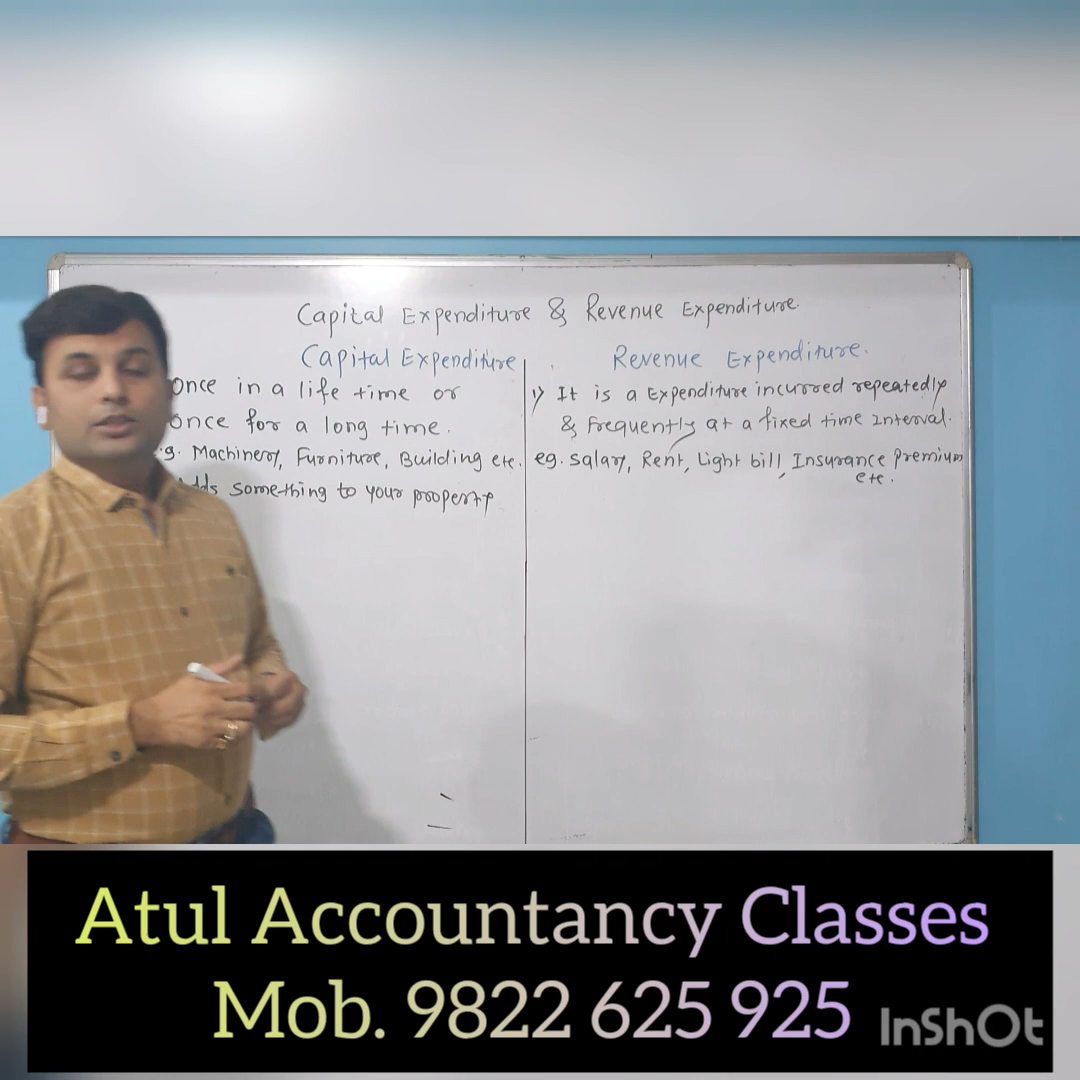 Capital Expenditure & Revenue Expenditure.
Capital Expenditure
Once in a life time or
once for a long time.
.g. Machinery, Furniture, Building etc.
dds something to your property
Revenue Expenditure.
1) It is a Expenditure incurred repeatedly
& Frequently at a fixed time Interval.
eg. Salary, Rent, Light bill, Insurance premium
etc.
Atul Accountancy Classes
Mob. 9822 625 925
InShOt